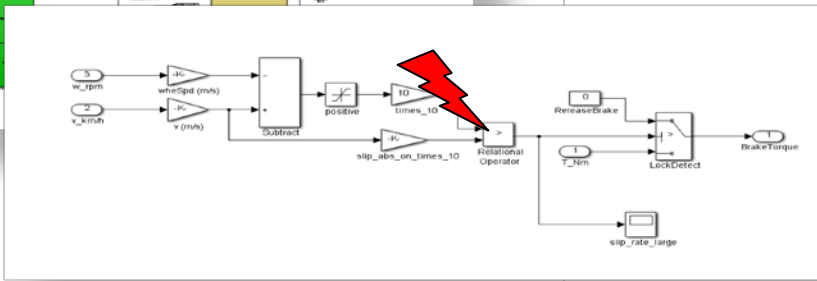 3
w_rpm
-K-
wheSpd (m/s)
2
v_km/h
-K-
v (m/s)
-
+
Subtract
positive
10
times_10
-K-
slip_abs_on_times_10
>
Relational
Operator
0
ReleaseBrake
1
T_Nm
>
LockDetect
1
BrakeTorque
slip_rate_large